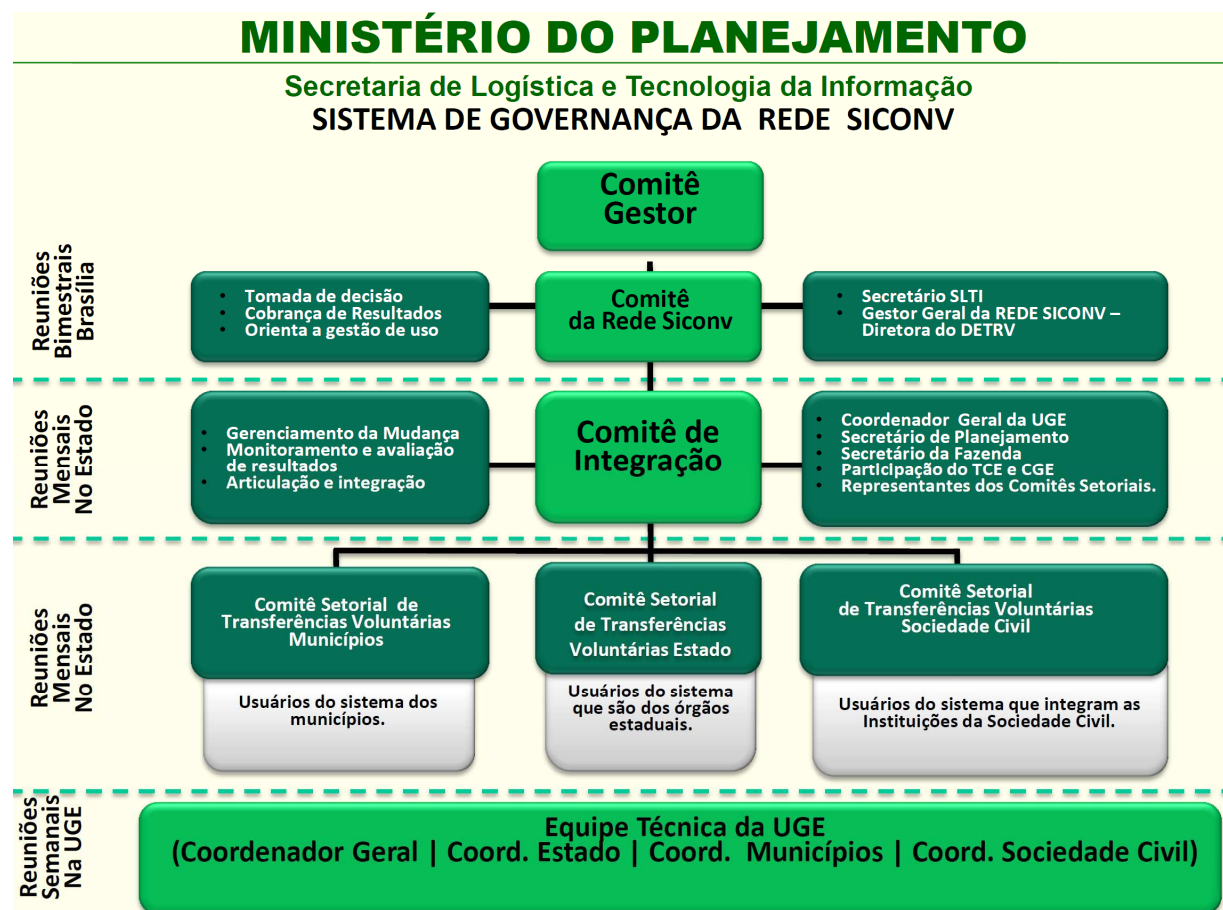 MINISTÉRIO DO PLANEJAMENTO
Secretaria de Logística e Tecnologia da Informação
SISTEMA DE GOVERNANÇA DA REDE SICONV
Comitê
Gestor
Reuniões
Bimestrais
Brasília
• Tomada de decisão
• Cobrança de Resultados
• Orienta a gestão de uso
Comitê
da Rede Siconv
• Secretário SLTI
• Gestor Geral da REDE SICONV –
Diretora do DETRV
Reuniões
Mensais
No Estado
• Gerenciamento da Mudança
• Monitoramento e avaliação
de resultados
• Articulação e integração
Comitê de
Integração
• Coordenador Geral da UGE
• Secretário de Planejamento
• Secretário da Fazenda
• Participação do TCE e CGE
• Representantes dos Comitês Setoriais.
Reuniões
Mensais
No Estado
Comitê Setorial de
Transferências Voluntárias
Municípios
Usuários do sistema dos
municípios.
Comitê Setorial
de Transferências
Voluntárias Estado
Usuários do sistema
que são dos órgãos
estaduais.
Comitê Setorial
de Transferências Voluntárias
Sociedade Civil
Usuários do sistema que integram as
Instituições da Sociedade Civil.
Reuniões
Semanais
Na UGE
Equipe Técnica da UGE
(Coordenador Geral | Coord. Estado | Coord. Municípios | Coord. Sociedade Civil)